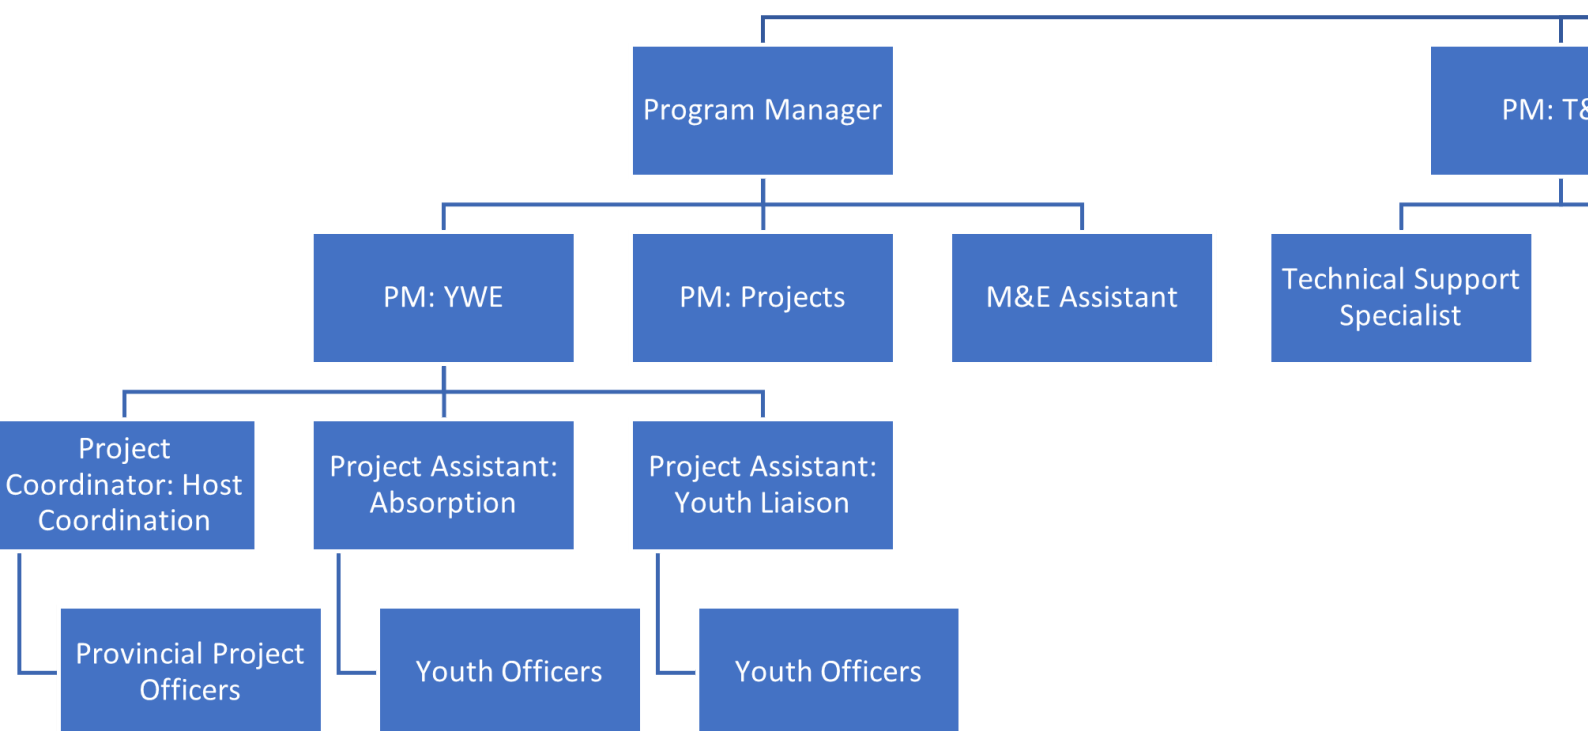 Program Manager
PM: T&
PM: YWE
PM: Projects
M&E Assistant
Technical Support
Specialist
Project
Coordinator: Host
Coordination
Project Assistant:
Absorption
Project Assistant:
Youth Liaison
Provincial Project
Officers
Youth Officers
Youth Officers